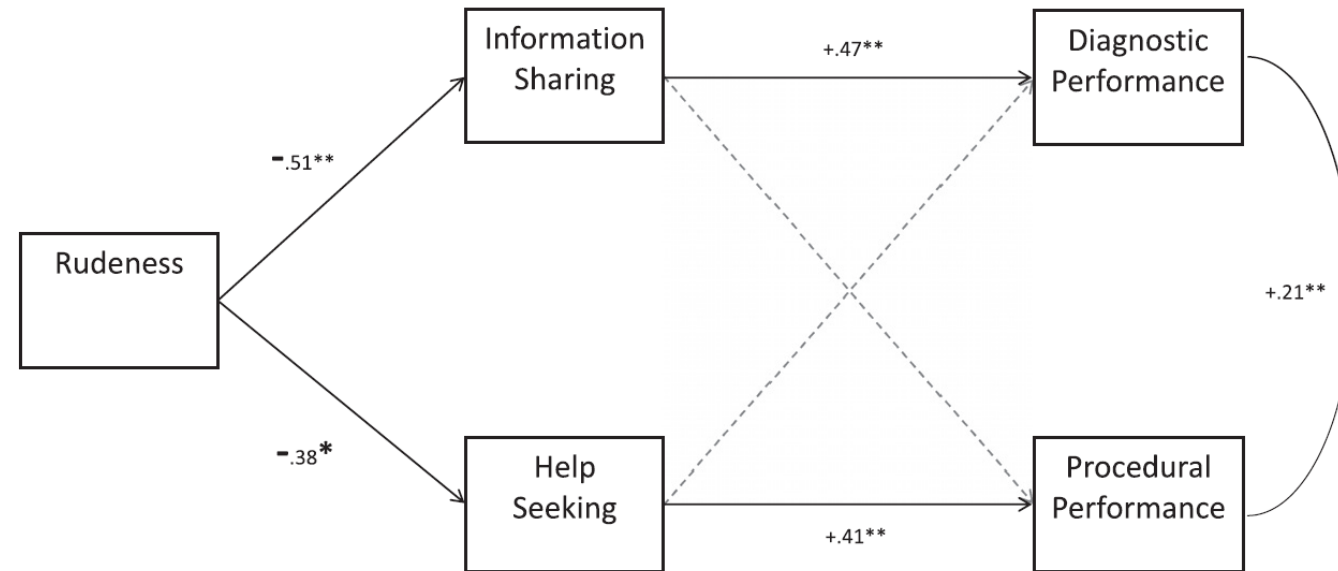 Information
Sharing
+.47**
Diagnostic
Performance
-.51**
Rudeness
+.21**
-.38*
Help
Seeking
+.41**
Procedural
Performance